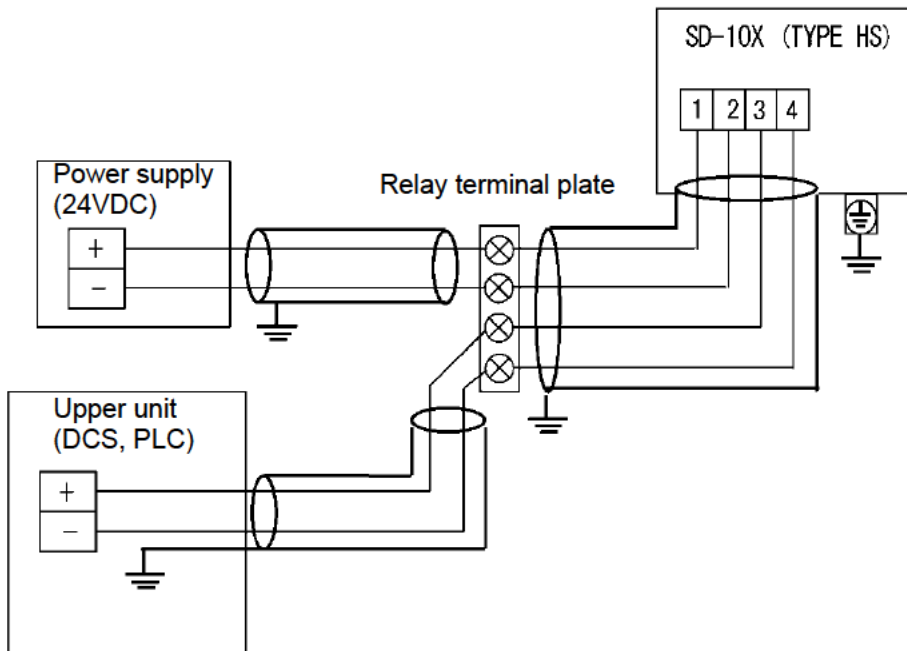 SD-10X (TYPE HS)
1 2 3 4
Power supply
(24VDC)
+
−
Relay terminal plate
Upper unit
(DCS, PLC)
+
−